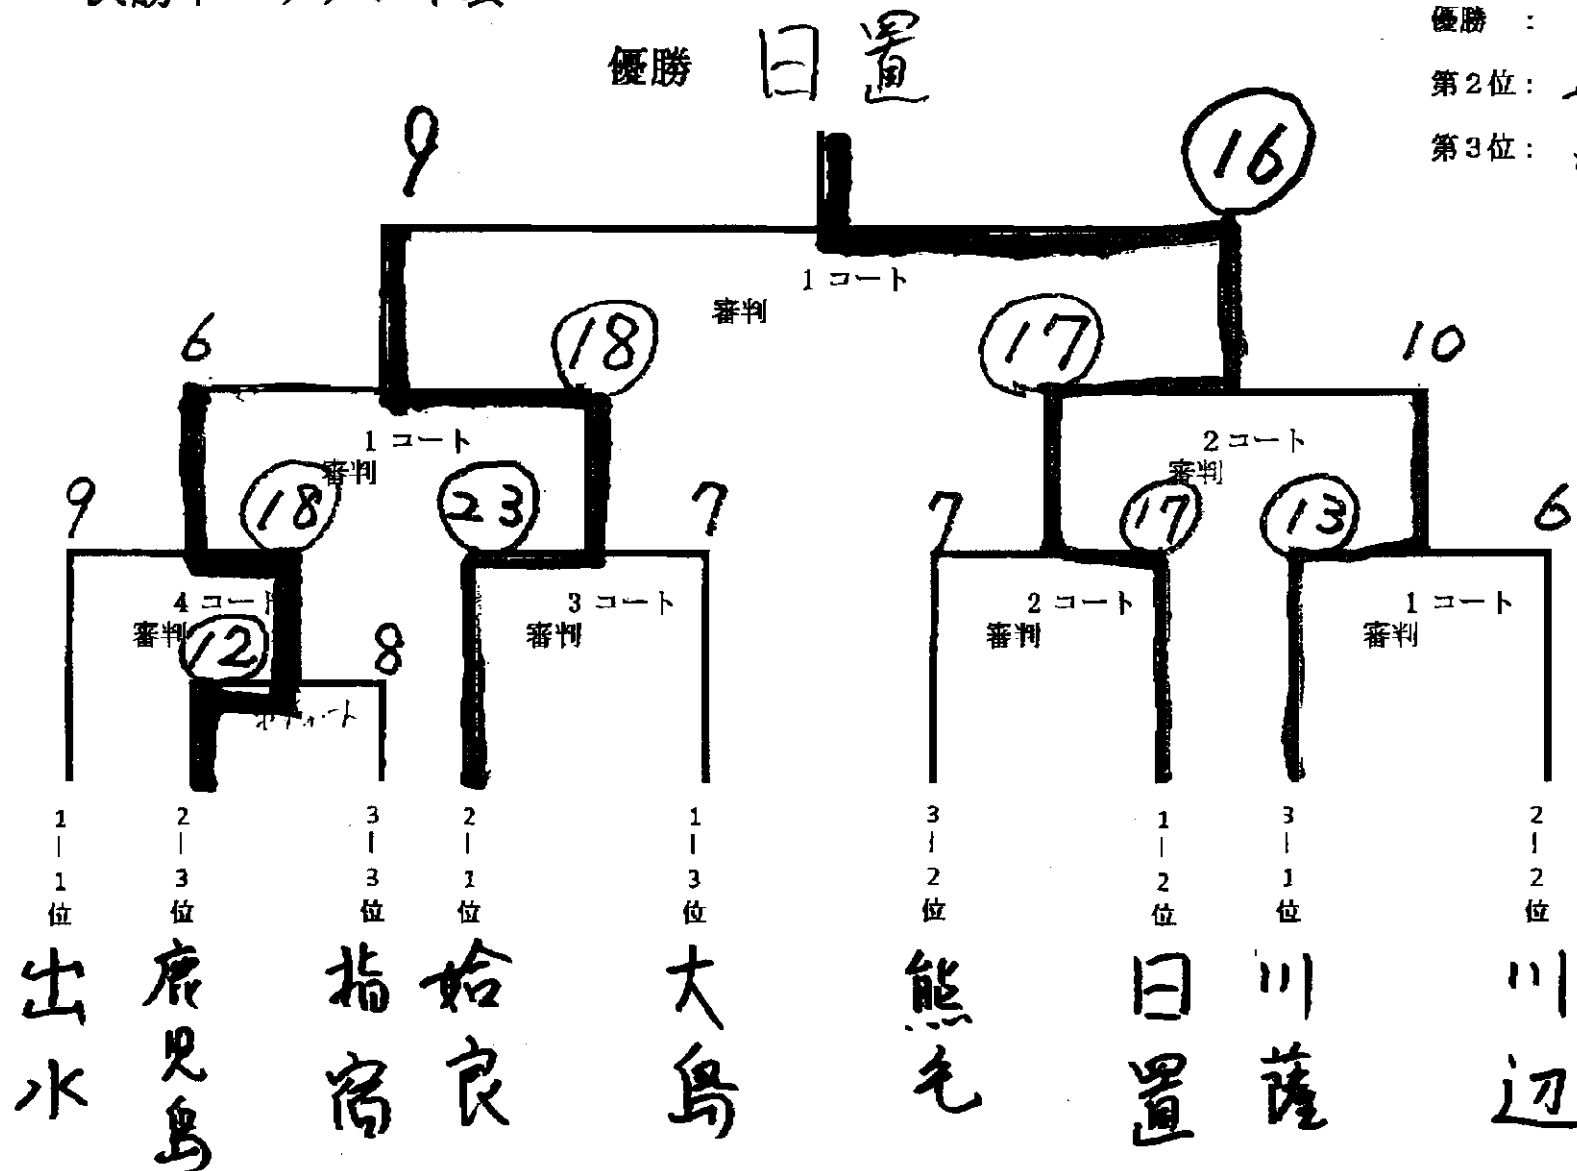 優勝 :
優勝 日置
第2位:
第3位:
9 16
1 コート
審判
6 18 17 10
1 コート 2 コート
審判 審判
9 18 23 7 7 17 13 6
4 コート 3 コート 2 コート 1 コート
審判 審判 審判 審判
12 8
1―1位 出水
2―3位 鹿児島
3―3位 指宿
2―1位 姶良
1―3位 大島
3―2位 熊毛
1―2位 日置
3―1位 川薩
2―2位 川辺